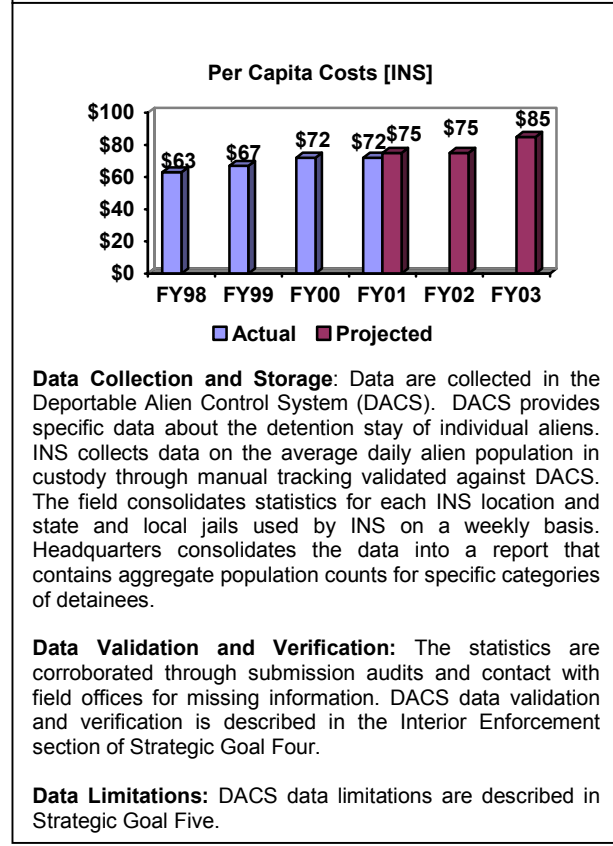 Per Capita Costs [INS]
$100
$80
$60
$40
$20
$0
$63
$67
$72
$72
$75
$75
$85
FY98 FY99 FY00 FY01 FY02 FY03
Actual Projected
Data Collection and Storage: Data are collected in the
Deportable Alien Control System (DACS). DACS provides
specific data about the detention stay of individual aliens.
INS collects data on the average daily alien population in
custody through manual tracking validated against DACS.
The field consolidates statistics for each INS location and
state and local jails used by INS on a weekly basis.
Headquarters consolidates the data into a report that
contains aggregate population counts for specific categories
of detainees.
Data Validation and Verification: The statistics are
corroborated through submission audits and contact with
field offices for missing information. DACS data validation
and verification is described in the Interior Enforcement
section of Strategic Goal Four.
Data Limitations: DACS data limitations are described in
Strategic Goal Five.